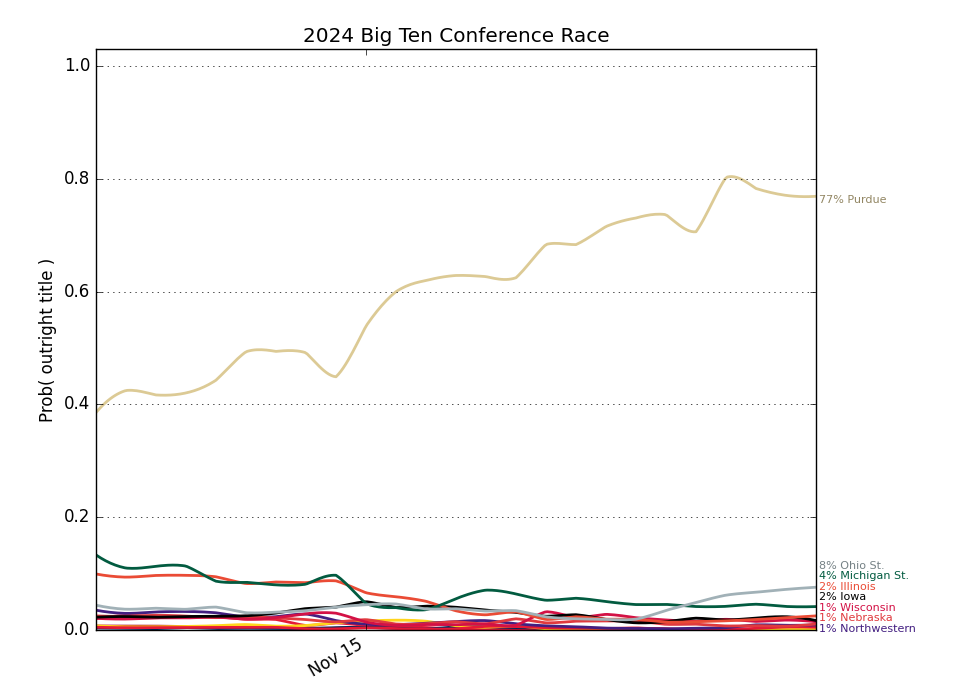 2024 Big Ten Conference Race
1.0
0.8
0.6
0.4
0.2
0.0
Prob( outright title )
Nov 15
77% Purdue
8% Ohio St.
4% Michigan St.
2% Illinois
2% Iowa
1% Wisconsin
1% Nebraska
1% Northwestern